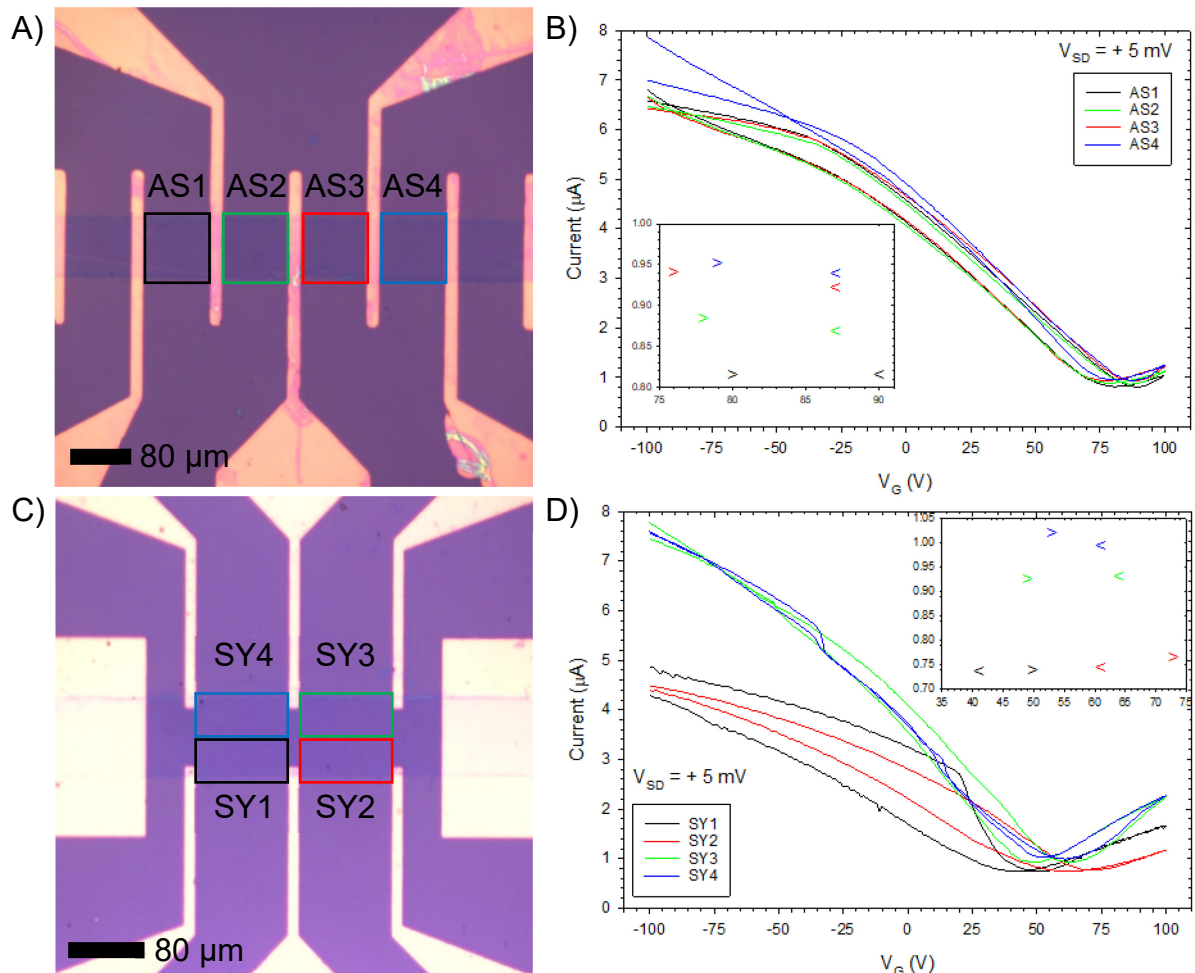 A)
AS1 AS2 AS3 AS4
80 µm
B)
V_SD = + 5 mV
AS1
AS2
AS3
AS4
Current (µA)
8
7
6
5
4
3
2
1
0
1.00
0.95
0.90
0.85
0.80
75 80 85 90
-100 -75 -50 -25 0 25 50 75 100
V_G (V)
C)
SY4 SY3
SY1 SY2
80 µm
D)
Current (µA)
8
7
6
5
4
3
2
1
0
1.05
1.00
0.95
0.90
0.85
0.80
0.75
0.70
35 40 45 50 55 60 65 70 75
V_SD = + 5 mV
SY1
SY2
SY3
SY4
-100 -75 -50 -25 0 25 50 75 100
V_G (V)